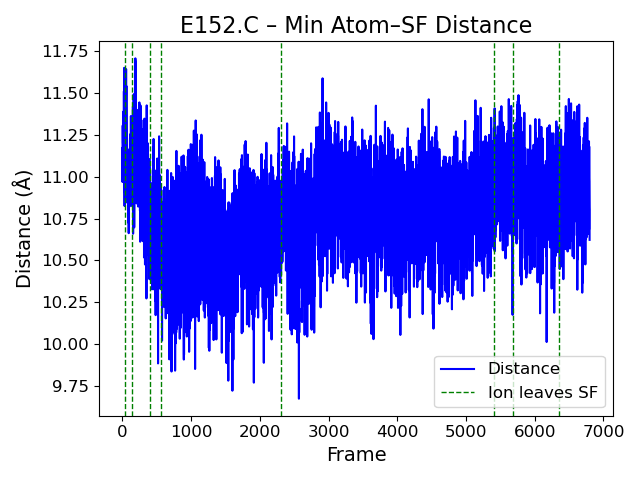 E152.C – Min Atom–SF Distance
Distance (Å)
11.75
11.50
11.25
11.00
10.75
10.50
10.25
10.00
9.75
Distance
Ion leaves SF
0 1000 2000 3000 4000 5000 6000 7000
Frame